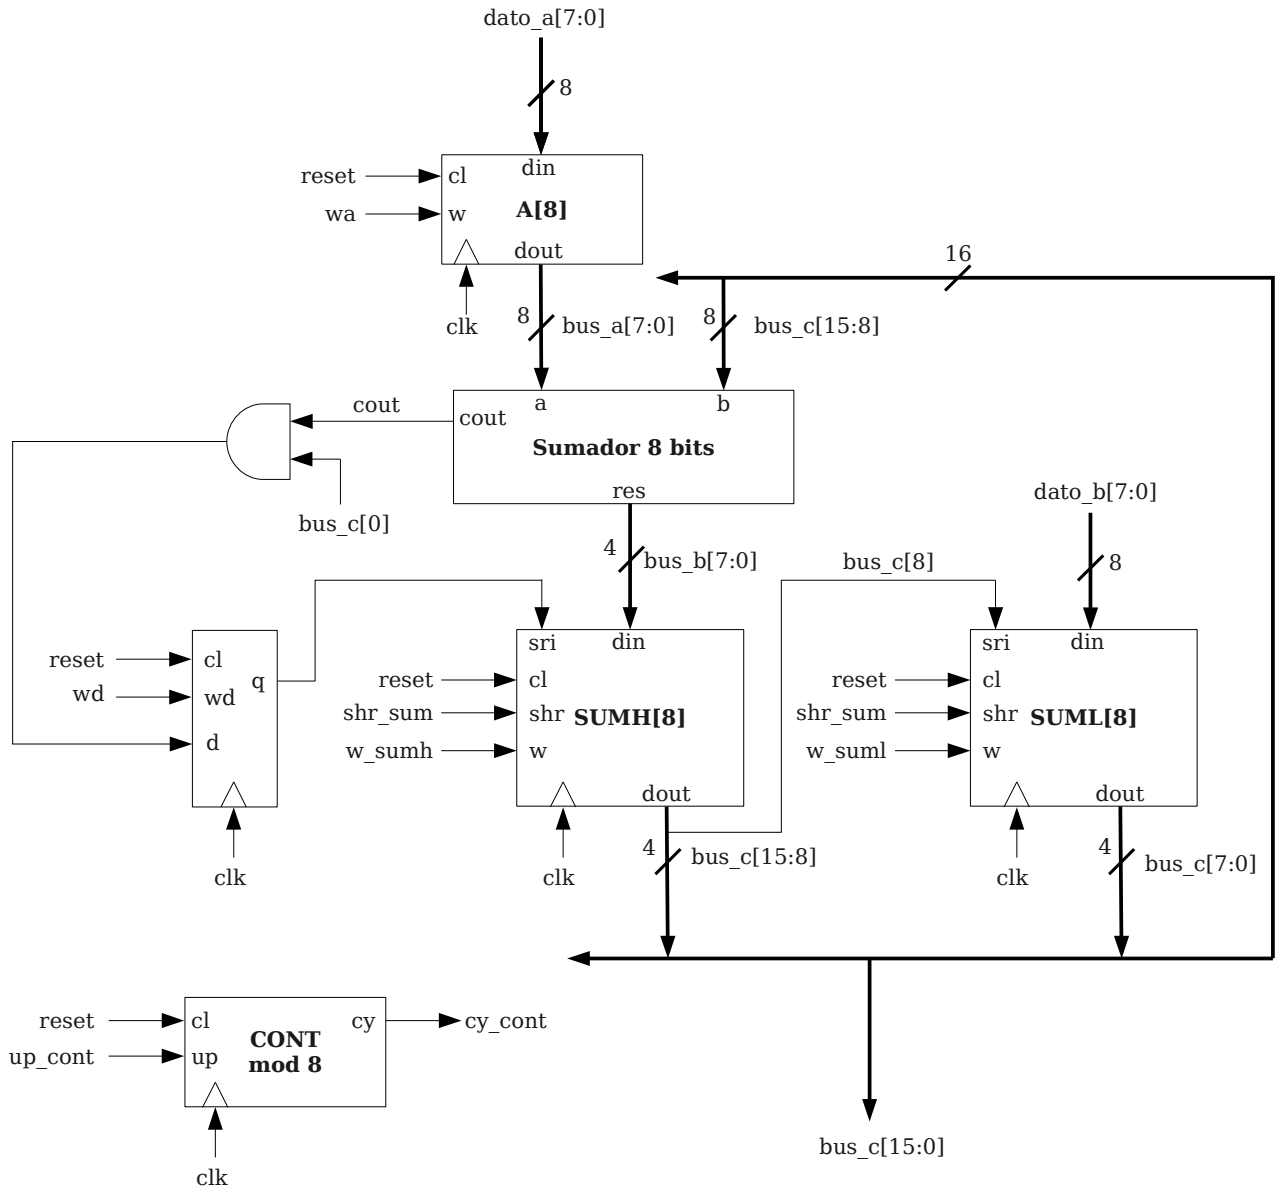 dato_a[7:0]
8
din
reset
cl
wa
w
A[8]
dout
clk
16
8
bus_a[7:0]
8
bus_c[15:8]
cout
cout
a
b
Sumador 8 bits
res
bus_c[0]
dato_b[7:0]
4
bus_b[7:0]
bus_c[8]
8
reset
cl
wd
wd
q
d
clk
sri
din
reset
cl
shr_sum
shr
SUMH[8]
w_sumh
w
dout
clk
4
bus_c[15:8]
sri
din
reset
cl
shr_sum
shr
SUML[8]
w_suml
w
dout
clk
4
bus_c[7:0]
reset
cl
cy
cy_cont
up_cont
up
CONT
mod 8
clk
bus_c[15:0]